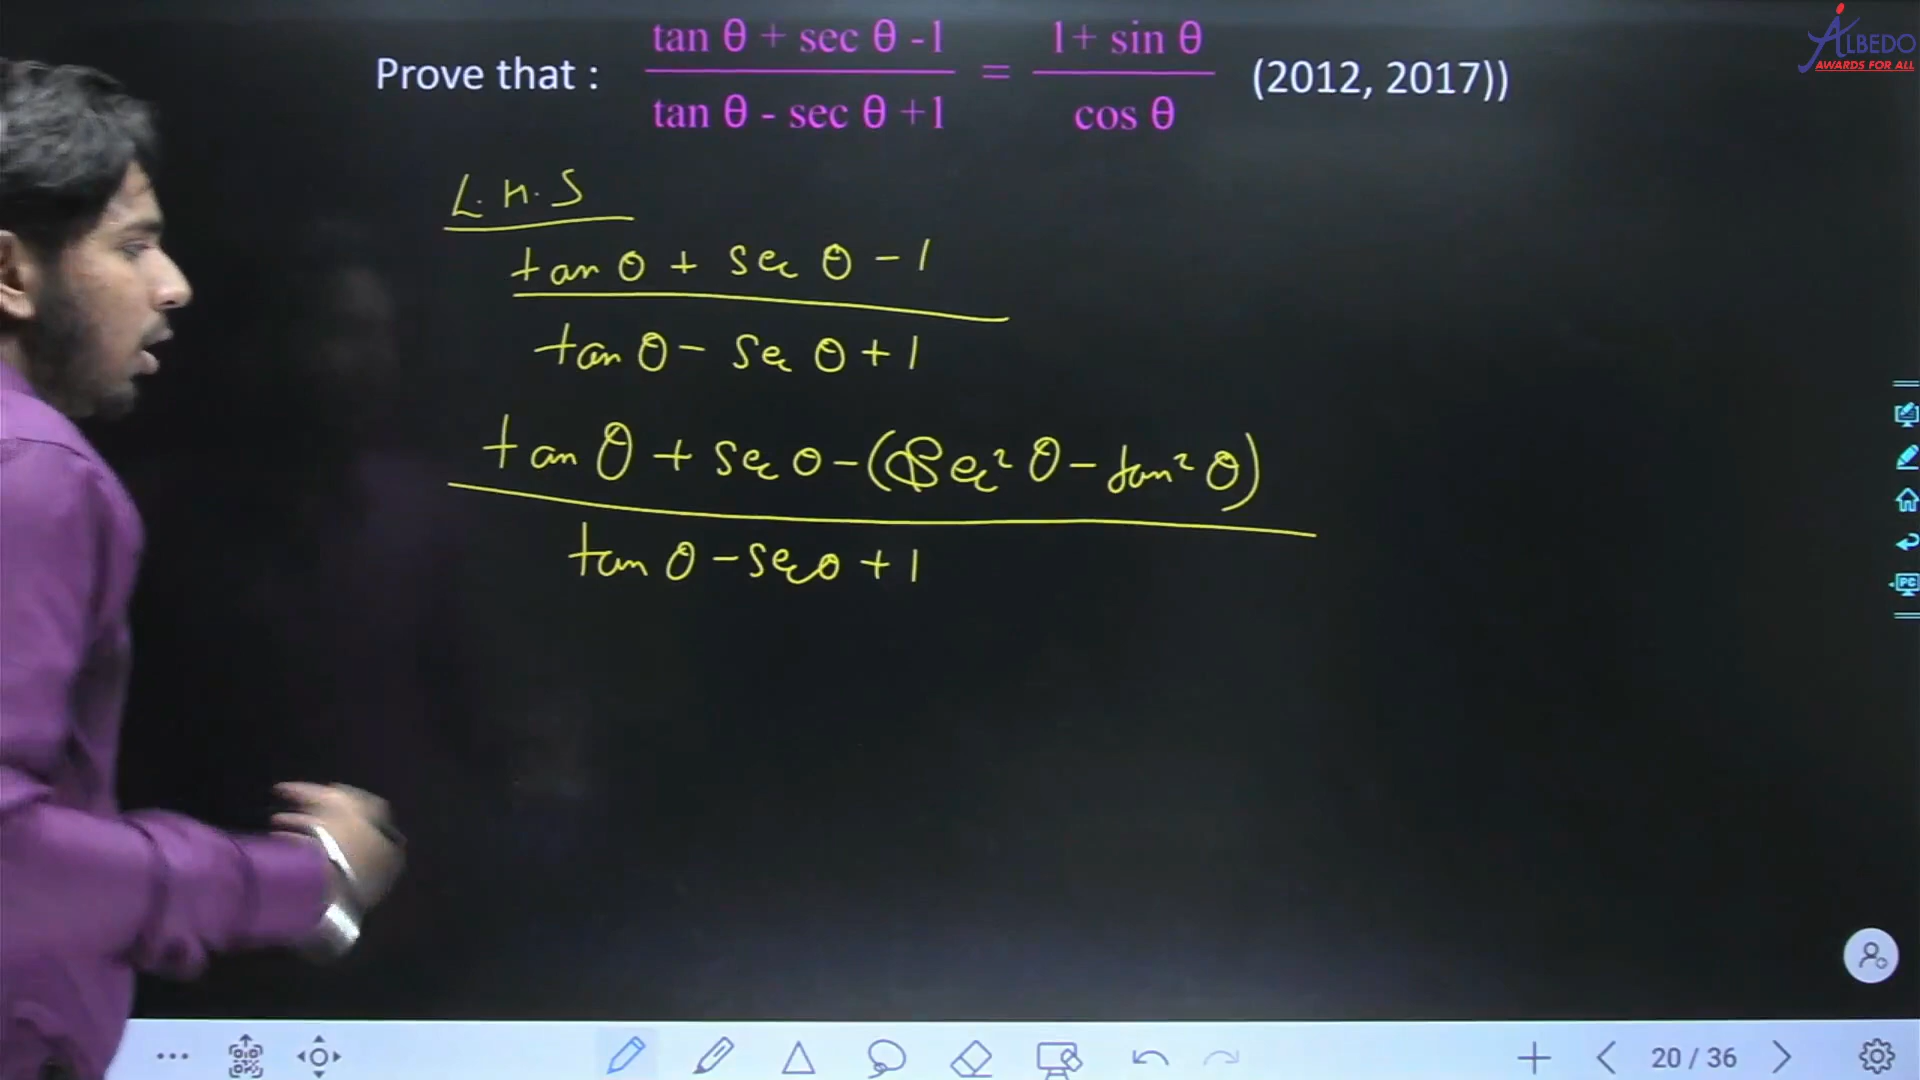 ALBEDO
AWARDS FOR ALL
Prove that : (tan θ + sec θ -1)/(tan θ - sec θ +1) = (1+ sin θ)/(cos θ) (2012, 2017))
L.H.S
tan θ + sec θ - 1
tan θ - sec θ + 1
tan θ + sec θ - (Sec² θ - tan² θ)
tan θ - sec θ + 1
PC
20 / 36